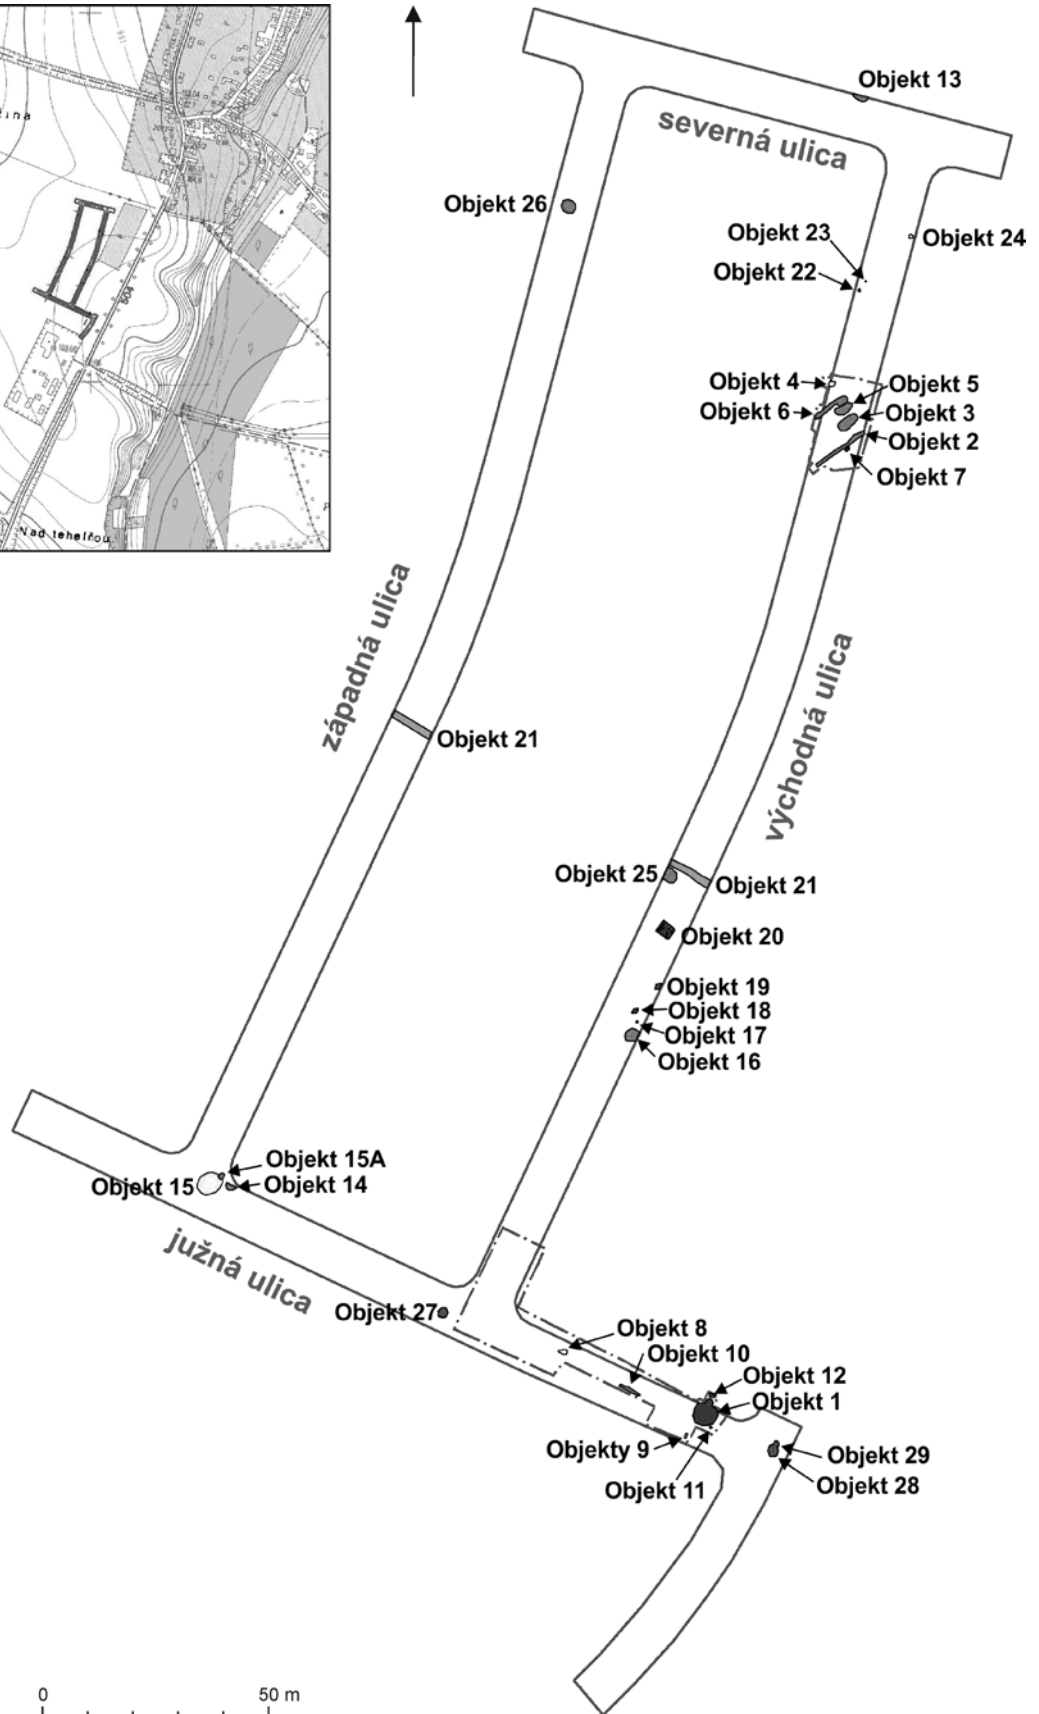 Objekt 13
severná ulica
Objekt 26
Objekt 24
Objekt 23
Objekt 22
Objekt 4
Objekt 5
Objekt 6
Objekt 3
Objekt 2
Objekt 7
504
Nad tehelňou
západná ulica
východná ulica
Objekt 21
Objekt 25
Objekt 21
Objekt 20
Objekt 19
Objekt 18
Objekt 17
Objekt 16
Objekt 15A
Objekt 15
Objekt 14
južná ulica
Objekt 27
Objekt 8
Objekt 10
Objekt 12
Objekt 1
Objekty 9
Objekt 29
Objekt 28
Objekt 11
0
50 m